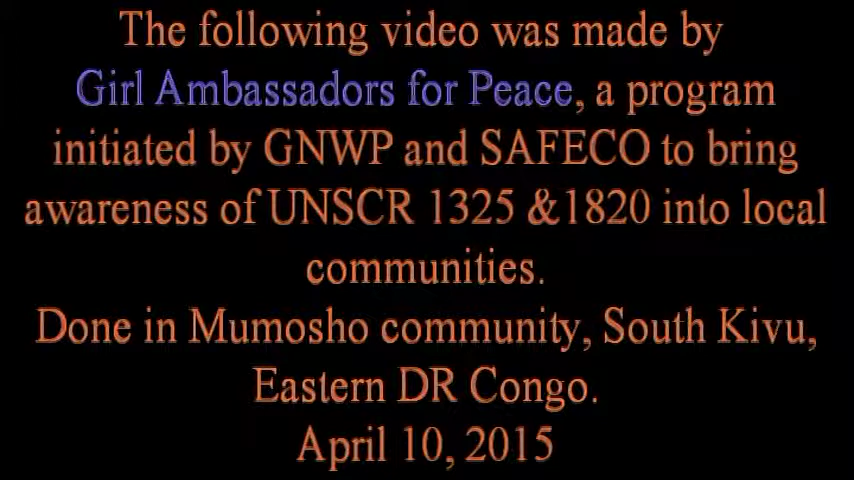 The following video was made by
Girl Ambassadors for Peace, a program
initiated by GNWP and SAFECO to bring
awareness of UNSCR 1325 &1820 into local
communities.
Done in Mumosho community, South Kivu,
Eastern DR Congo.
April 10, 2015